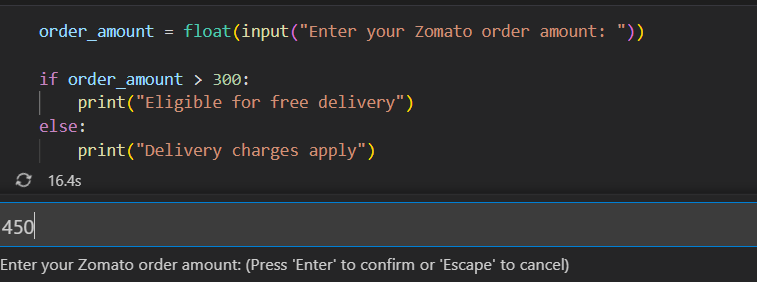 order_amount = float(input("Enter your Zomato order amount: "))
if order_amount > 300:
    print("Eligible for free delivery")
else:
    print("Delivery charges apply")
16.4s
450
Enter your Zomato order amount: (Press 'Enter' to confirm or 'Escape' to cancel)